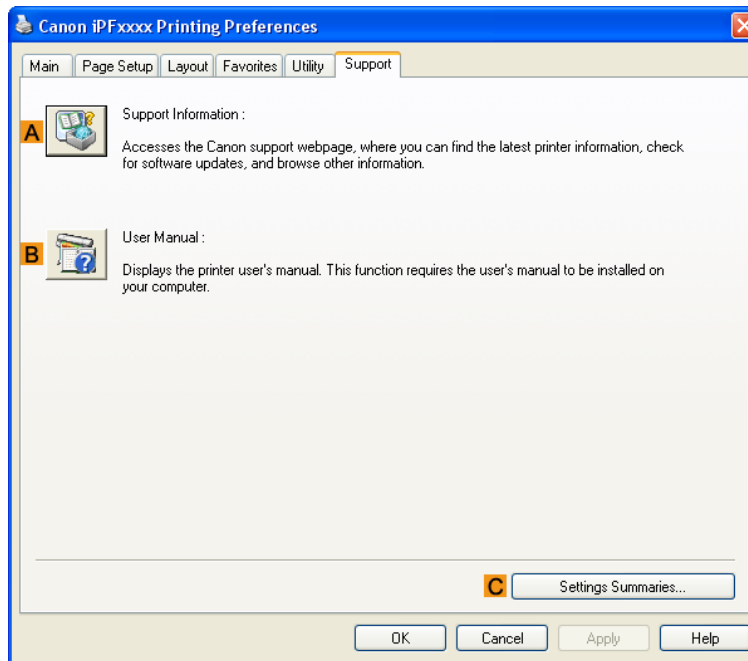 Canon iPFxxxx Printing Preferences
Main Page Setup Layout Favorites Utility Support
A
Support Information :
Accesses the Canon support webpage, where you can find the latest printer information, check
for software updates, and browse other information.
B
User Manual :
Displays the printer user's manual. This function requires the user's manual to be installed on
your computer.
C Settings Summaries...
OK Cancel Apply Help